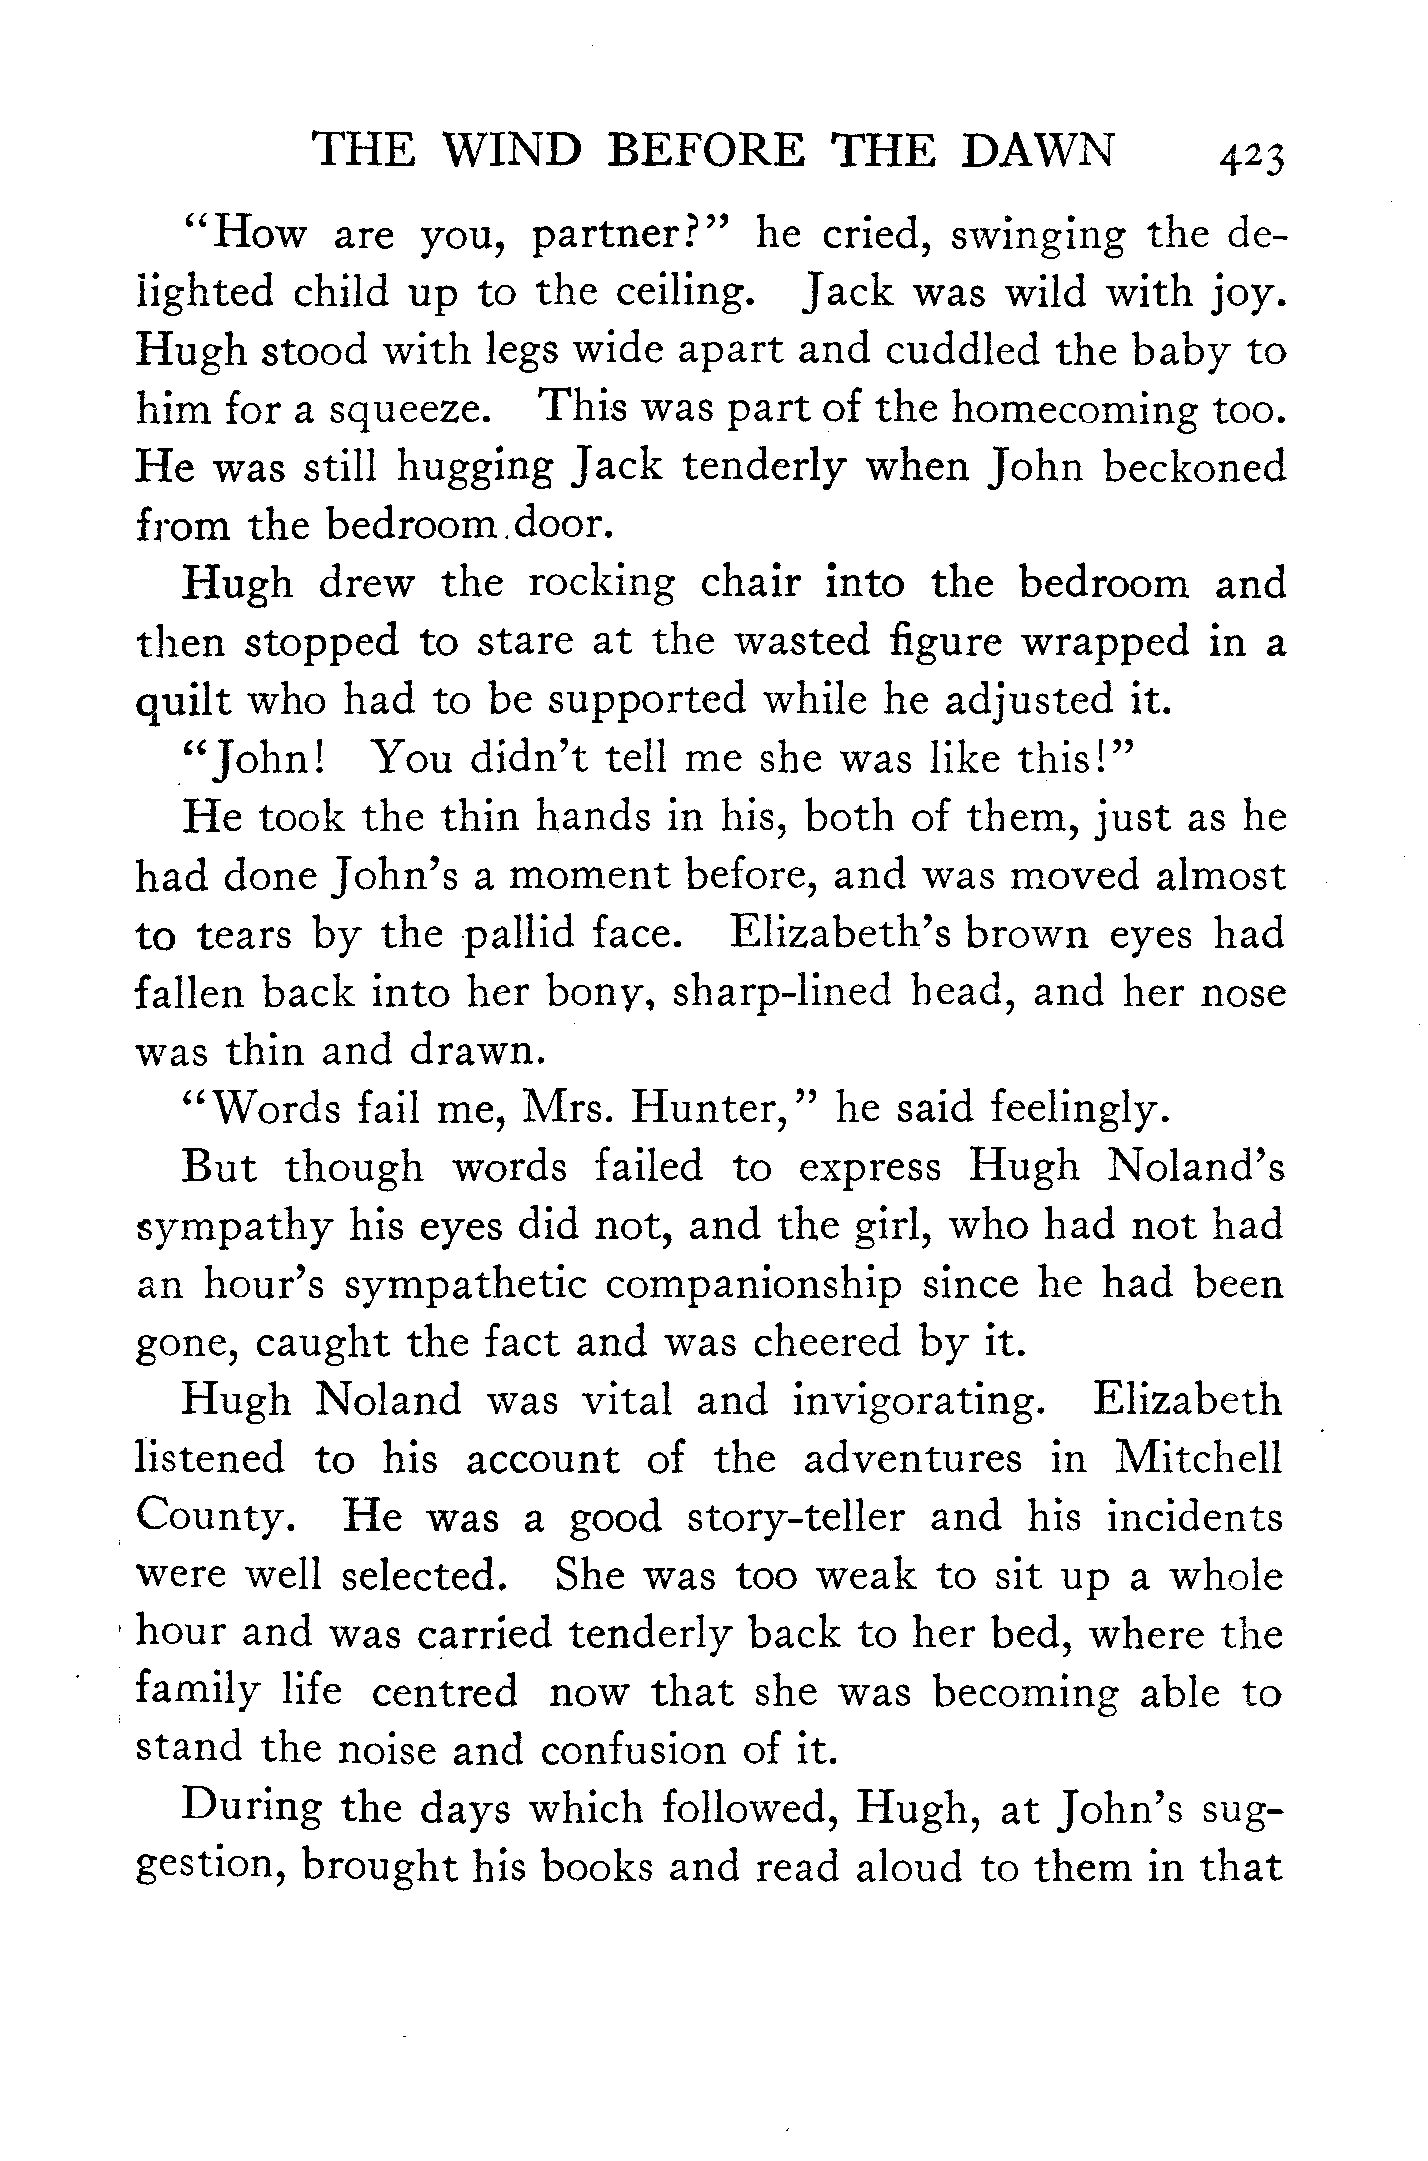 THE WIND BEFORE THE DAWN 423
"How are you, partner?" he cried, swinging the de-
lighted child up to the ceiling. Jack was wild with joy.
Hugh stood with legs wide apart and cuddled the baby to
him for a squeeze. This was part of the homecoming too.
He was still hugging Jack tenderly when John beckoned
from the bedroom door.
Hugh drew the rocking chair into the bedroom and
then stopped to stare at the wasted figure wrapped in a
quilt who had to be supported while he adjusted it.
"John! You didn't tell me she was like this!"
He took the thin hands in his, both of them, just as he
had done John's a moment before, and was moved almost
to tears by the pallid face. Elizabeth's brown eyes had
fallen back into her bony, sharp-lined head, and her nose
was thin and drawn.
"Words fail me, Mrs. Hunter," he said feelingly.
But though words failed to express Hugh Noland's
sympathy his eyes did not, and the girl, who had not had
an hour's sympathetic companionship since he had been
gone, caught the fact and was cheered by it.
Hugh Noland was vital and invigorating. Elizabeth
listened to his account of the adventures in Mitchell
County. He was a good story-teller and his incidents
were well selected. She was too weak to sit up a whole
hour and was carried tenderly back to her bed, where the
family life centred now that she was becoming able to
stand the noise and confusion of it.
During the days which followed, Hugh, at John's sug-
gestion, brought his books and read aloud to them in that